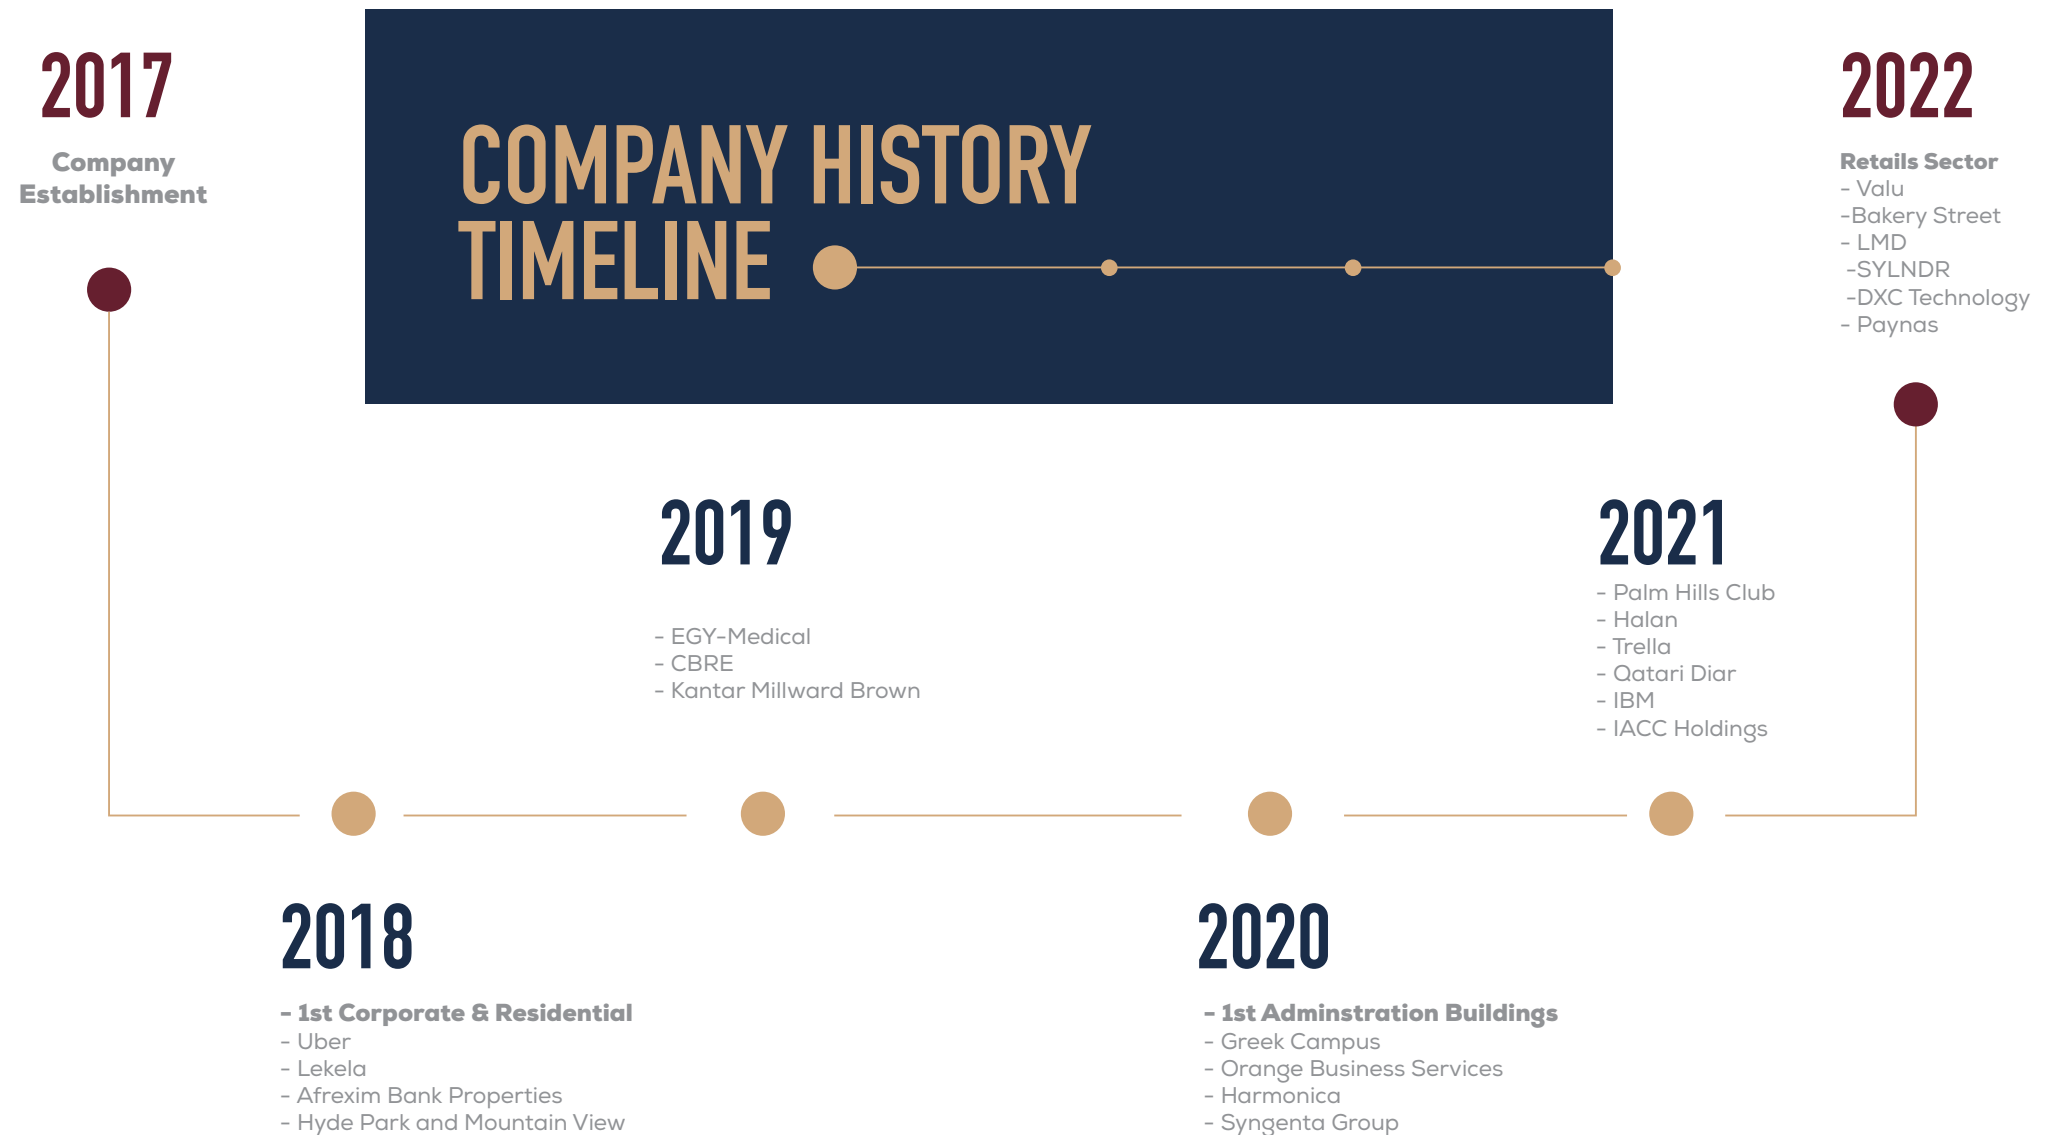 2017
Company
Establishment
COMPANY HISTORY
TIMELINE
2022
Retails Sector
- Valu
-Bakery Street
- LMD
-SYLNDR
-DXC Technology
- Paynas
2019
- EGY-Medical
- CBRE
- Kantar Millward Brown
2021
- Palm Hills Club
- Halan
- Trella
- Qatari Diar
- IBM
- IACC Holdings
2018
- 1st Corporate & Residential
- Uber
- Lekela
- Afrexim Bank Properties
- Hyde Park and Mountain View
2020
- 1st Adminstration Buildings
- Greek Campus
- Orange Business Services
- Harmonica
- Syngenta Group